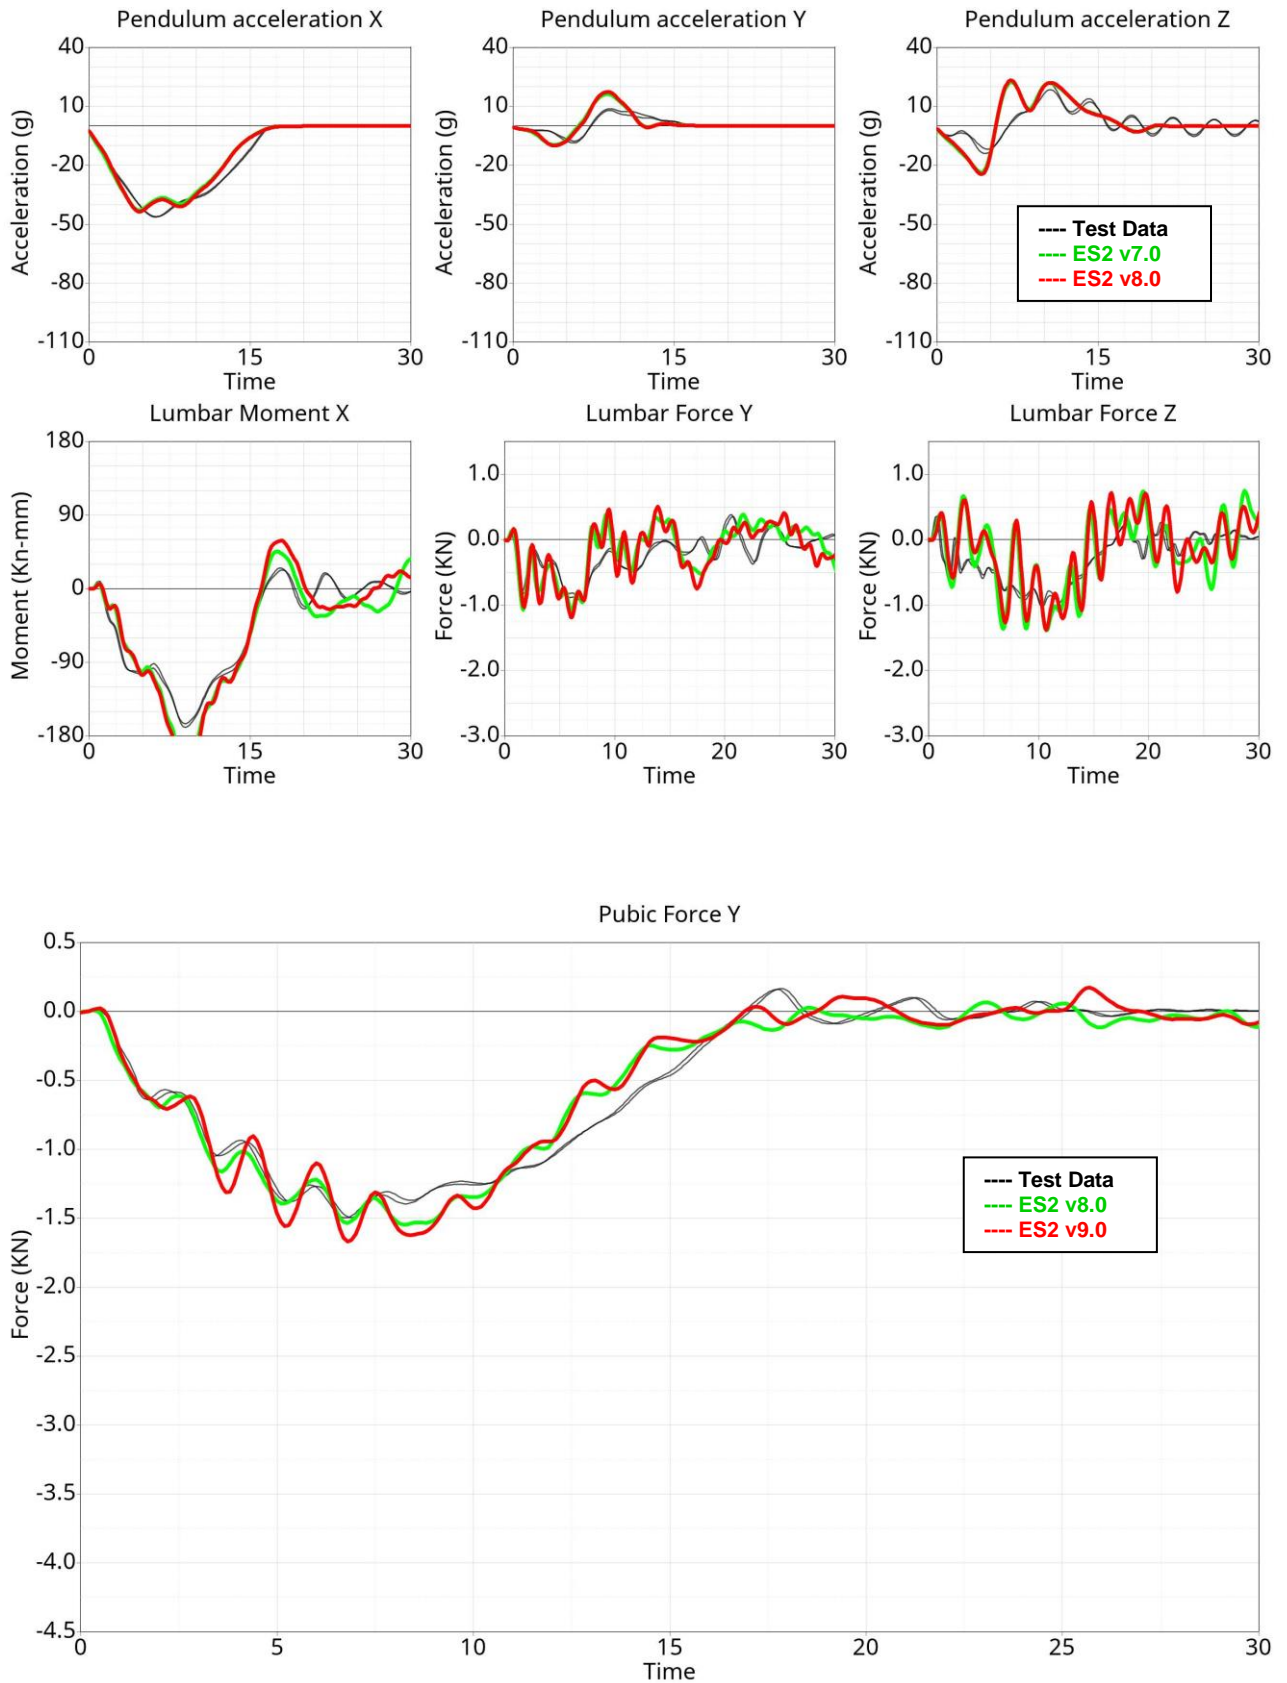 Pendulum acceleration X
Pendulum acceleration Y
Pendulum acceleration Z
40
10
-20
-50
-80
-110
Acceleration (g)
0
15
30
Time
40
10
-20
-50
-80
-110
Acceleration (g)
0
15
30
Time
40
10
-20
-50
-80
-110
Acceleration (g)
0
15
30
Time
---- Test Data
---- ES2 v7.0
---- ES2 v8.0
Lumbar Moment X
Lumbar Force Y
Lumbar Force Z
180
90
0
-90
-180
Moment (Kn-mm)
0
15
30
Time
1.0
0.0
-1.0
-2.0
-3.0
Force (KN)
0
10
20
30
Time
1.0
0.0
-1.0
-2.0
-3.0
Force (KN)
0
10
20
30
Time
Pubic Force Y
0.5
0.0
-0.5
-1.0
-1.5
-2.0
-2.5
-3.0
-3.5
-4.0
-4.5
Force (KN)
0
5
10
15
20
25
30
Time
---- Test Data
---- ES2 v8.0
---- ES2 v9.0